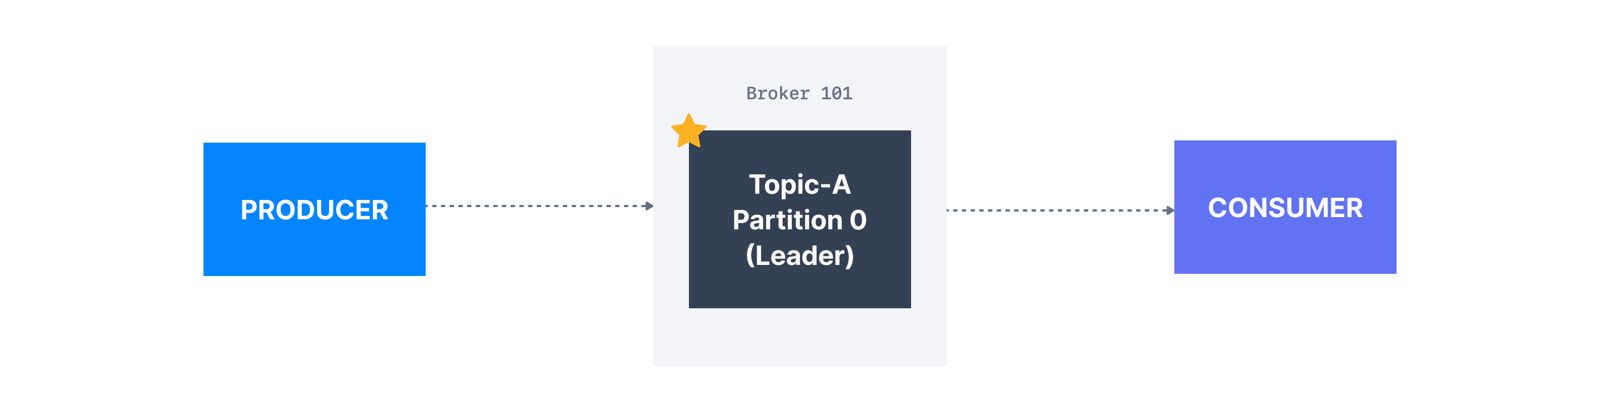 PRODUCER
Broker 101
Topic-A
Partition 0
(Leader)
CONSUMER